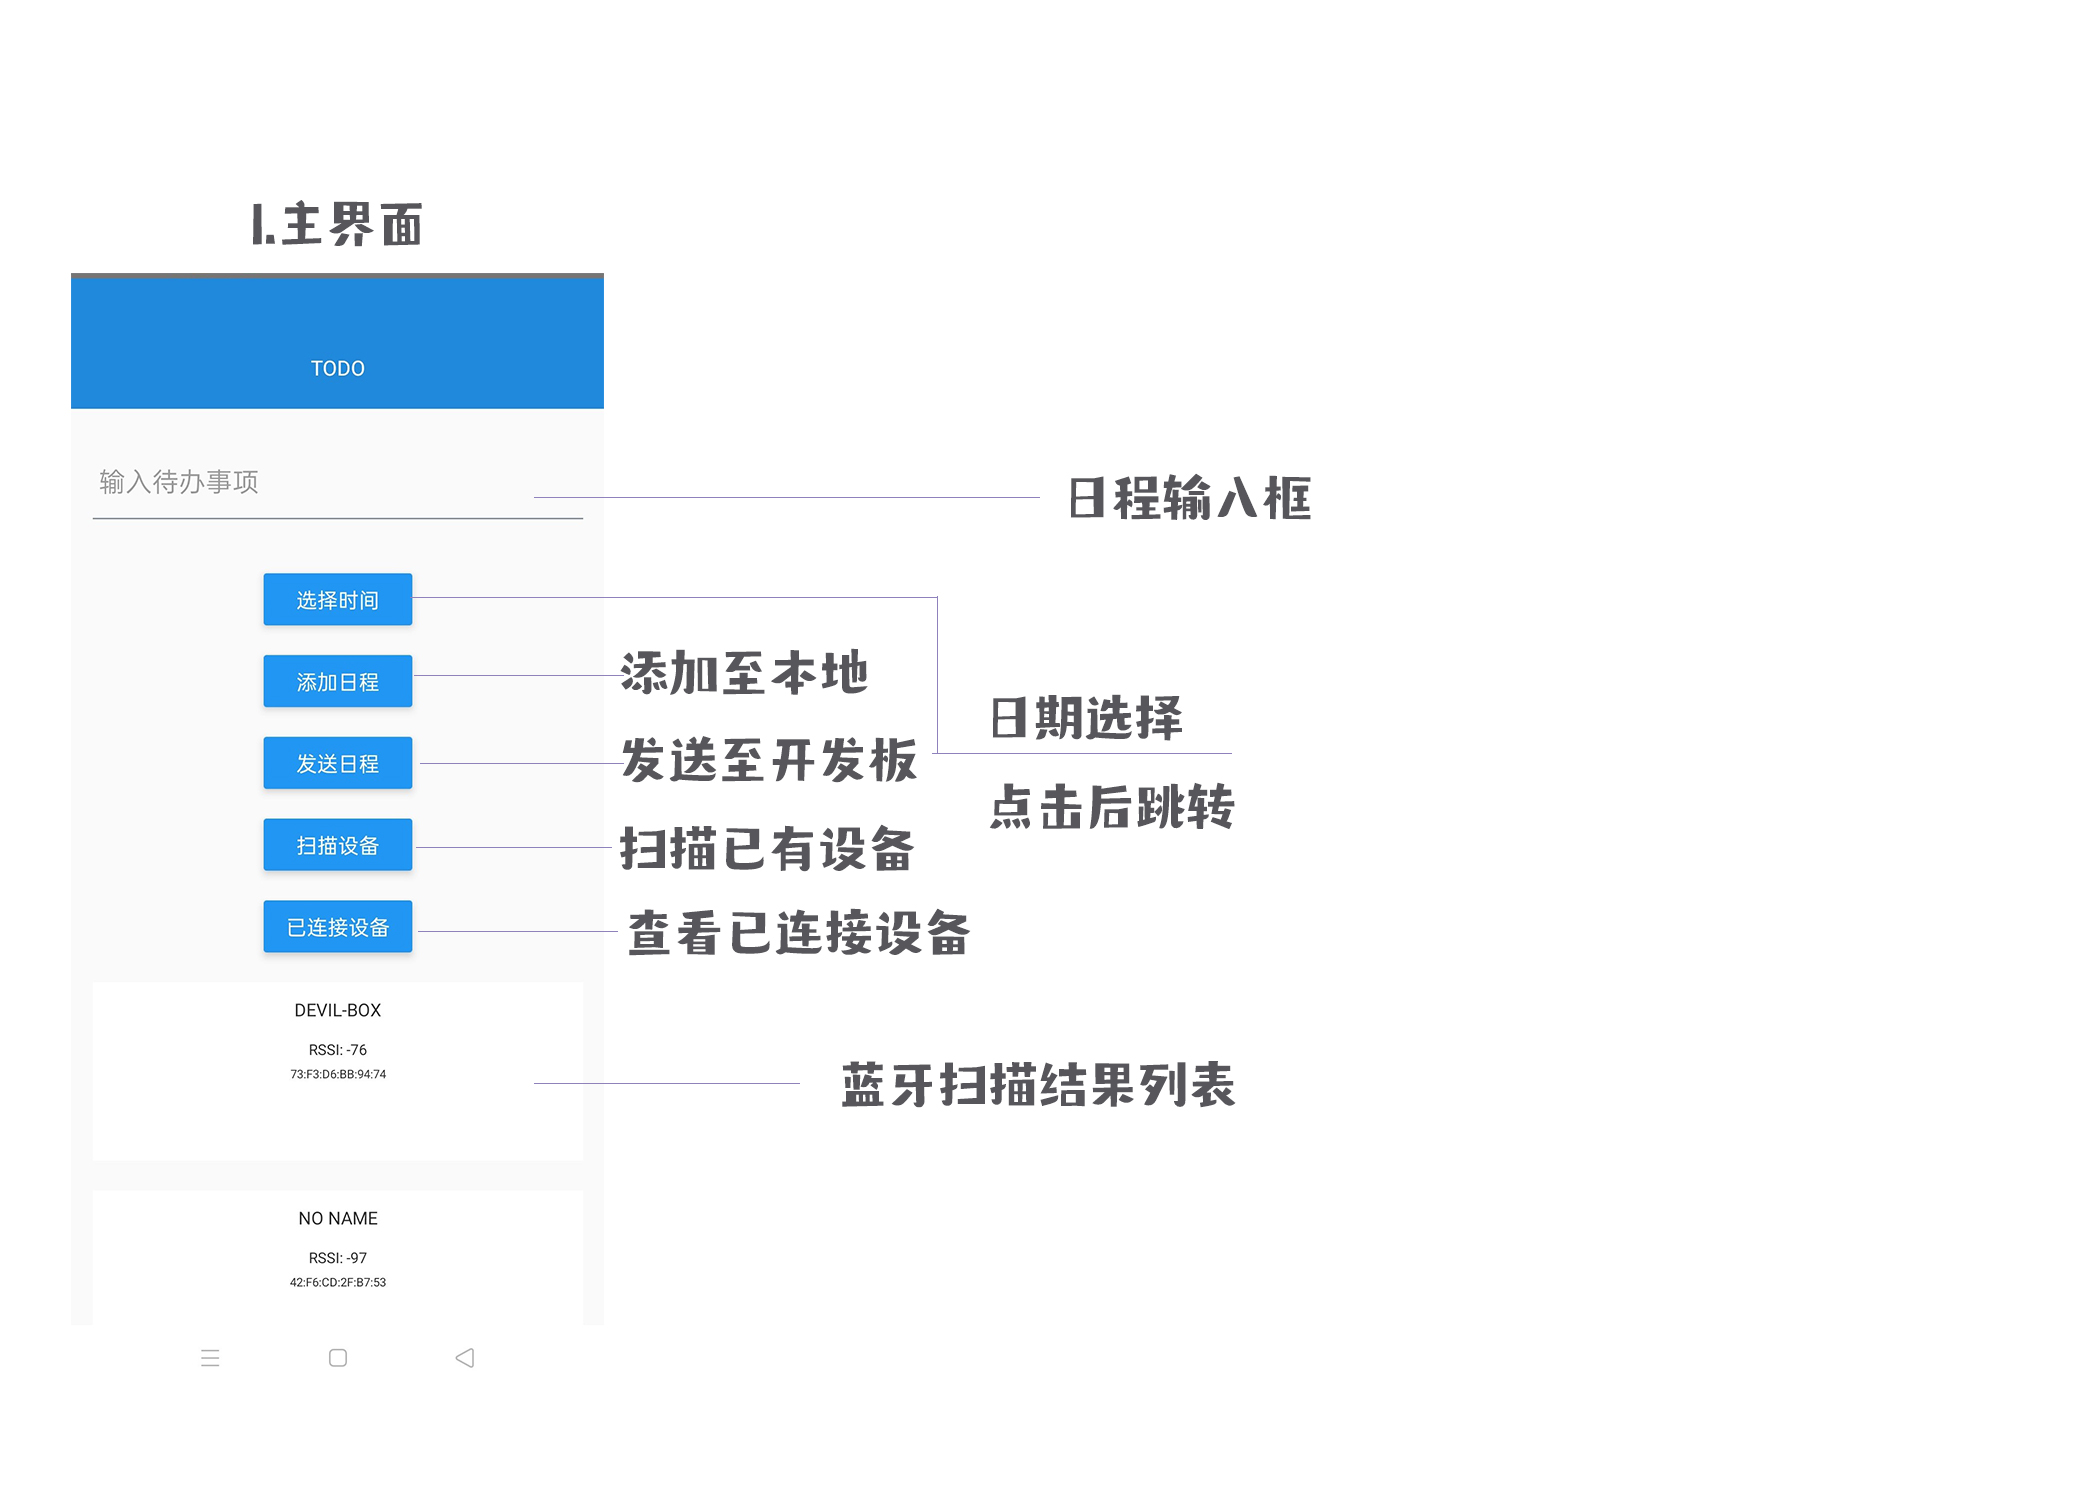 1.主界面
TODO
输入待办事项
日程输入框
选择时间
添加日程
添加至本地
日期选择
发送日程
发送至开发板
点击后跳转
扫描设备
扫描已有设备
已连接设备
查看已连接设备
DEVIL-BOX
RSSI: -76
73:F3:D6:BB:94:74
蓝牙扫描结果列表
NO NAME
RSSI: -97
42:F6:CD:2F:B7:53